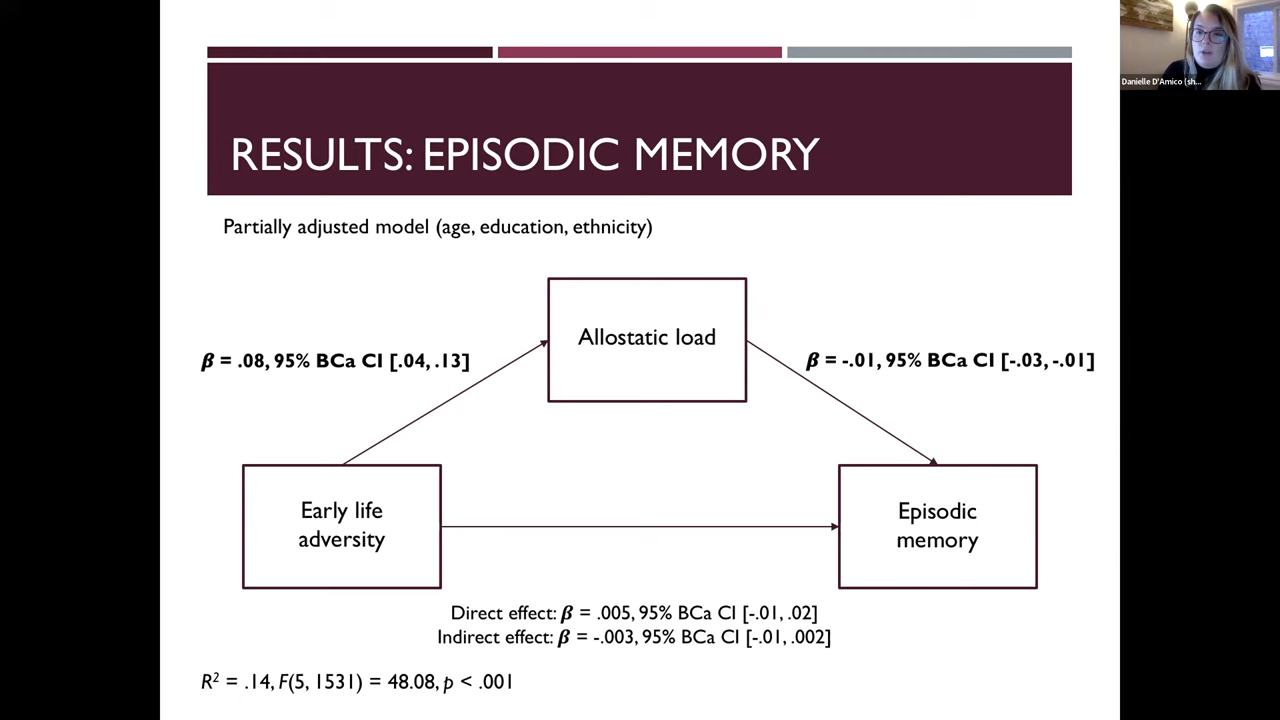 Danielle D'Amico (sh...
RESULTS: EPISODIC MEMORY
Partially adjusted model (age, education, ethnicity)
Allostatic load
β = .08, 95% BCa CI [.04, .13]
β = -.01, 95% BCa CI [-.03, -.01]
Early life
adversity
Episodic
memory
Direct effect: β = .005, 95% BCa CI [-.01, .02]
Indirect effect: β = -.003, 95% BCa CI [-.01, .002]
R² = .14, F(5, 1531) = 48.08, p < .001